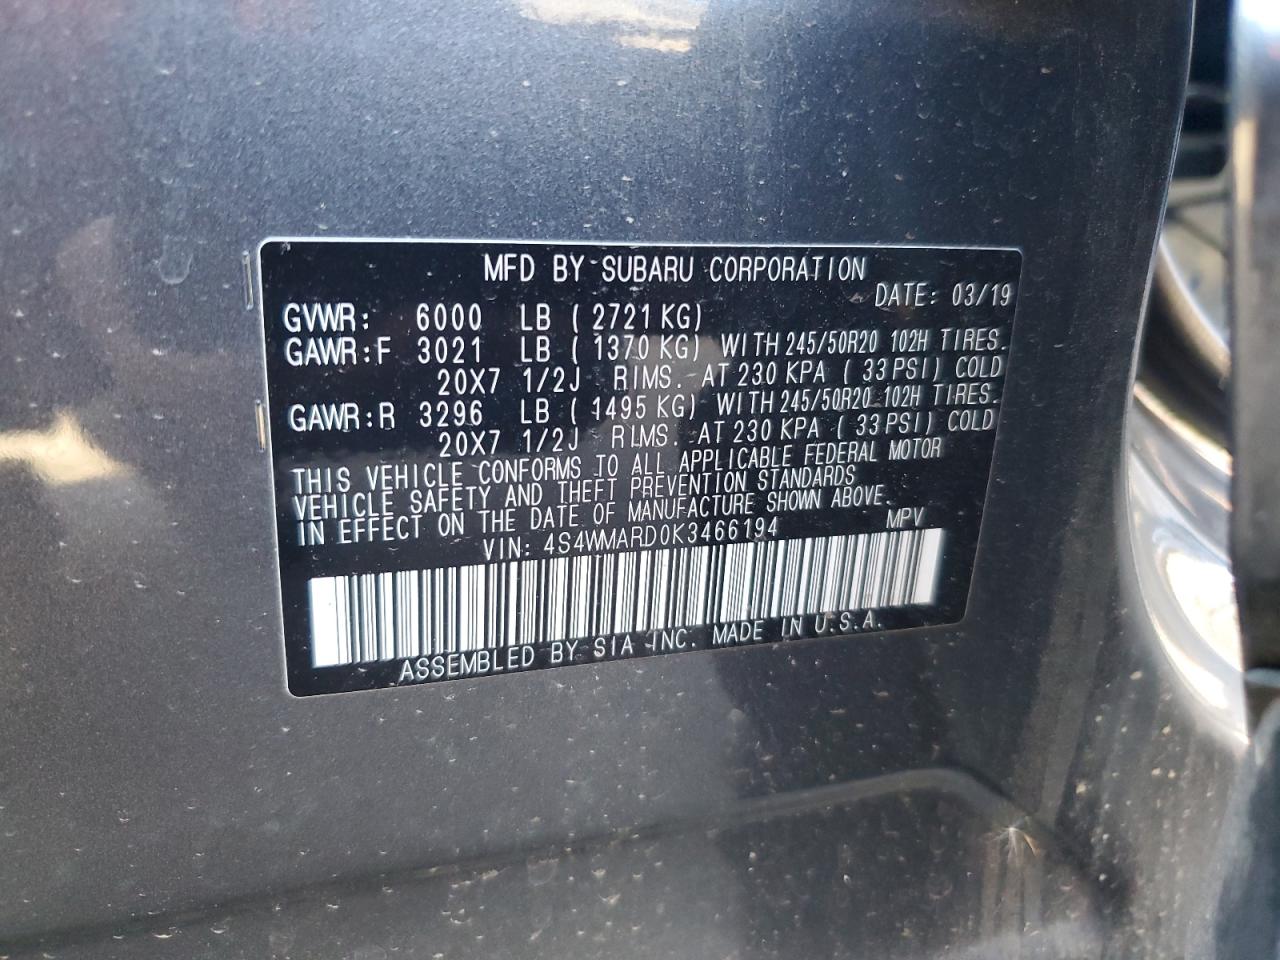 MFD BY SUBARU CORPORATION
DATE: 03/19
GVWR: 6000 LB ( 2721 KG)
GAWR:F 3021 LB ( 1370 KG) WITH 245/50R20 102H TIRES.
20X7 1/2J RIMS. AT 230 KPA ( 33 PSI) COLD
GAWR:R 3296 LB ( 1495 KG) WITH 245/50R20 102H TIRES.
20X7 1/2J RIMS. AT 230 KPA ( 33 PSI) COLD
THIS VEHICLE CONFORMS TO ALL APPLICABLE FEDERAL MOTOR
VEHICLE SAFETY AND THEFT PREVENTION STANDARDS
IN EFFECT ON THE DATE OF MANUFACTURE SHOWN ABOVE.
VIN: 4S4WMARD0K3466194 MPV
ASSEMBLED BY SIA INC. MADE IN U.S.A.